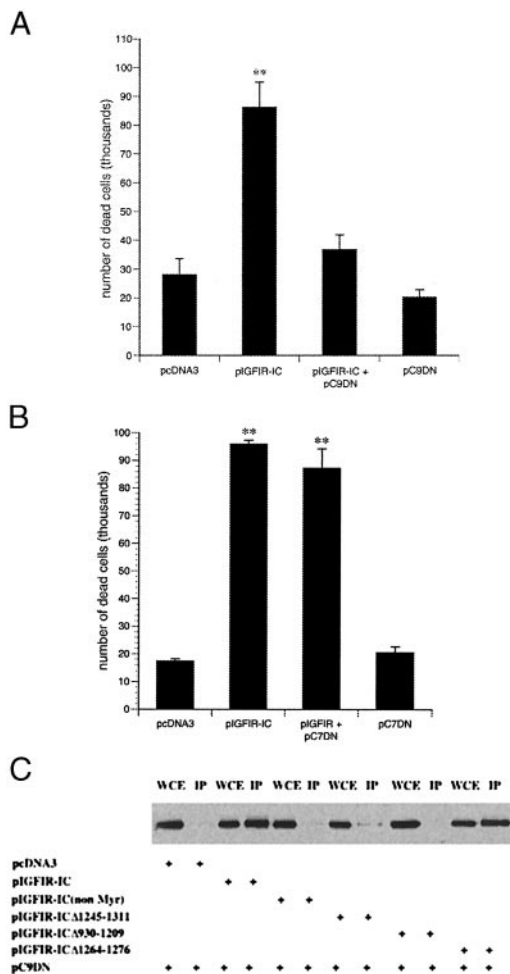 A
number of dead cells (thousands)
110
100
90
80
70
60
50
40
30
20
10
0
**
pcDNA3
pIGFIR-IC
pIGFIR-IC +
pC9DN
pC9DN
B
number of dead cells (thousands)
100
90
80
70
60
50
40
30
20
10
0
**
**
pcDNA3
pIGFIR-IC
pIGFIR +
pC7DN
pC7DN
C
WCE IP WCE IP WCE IP WCE IP WCE IP WCE IP
pcDNA3 + +
pIGFIR-IC + +
pIGFIR-IC(non Myr) + +
pIGFIR-ICΔ1245-1311 + +
pIGFIR-ICΔ930-1209 + +
pIGFIR-ICΔ1264-1276 + +
pC9DN + + + + + + + + + + + +